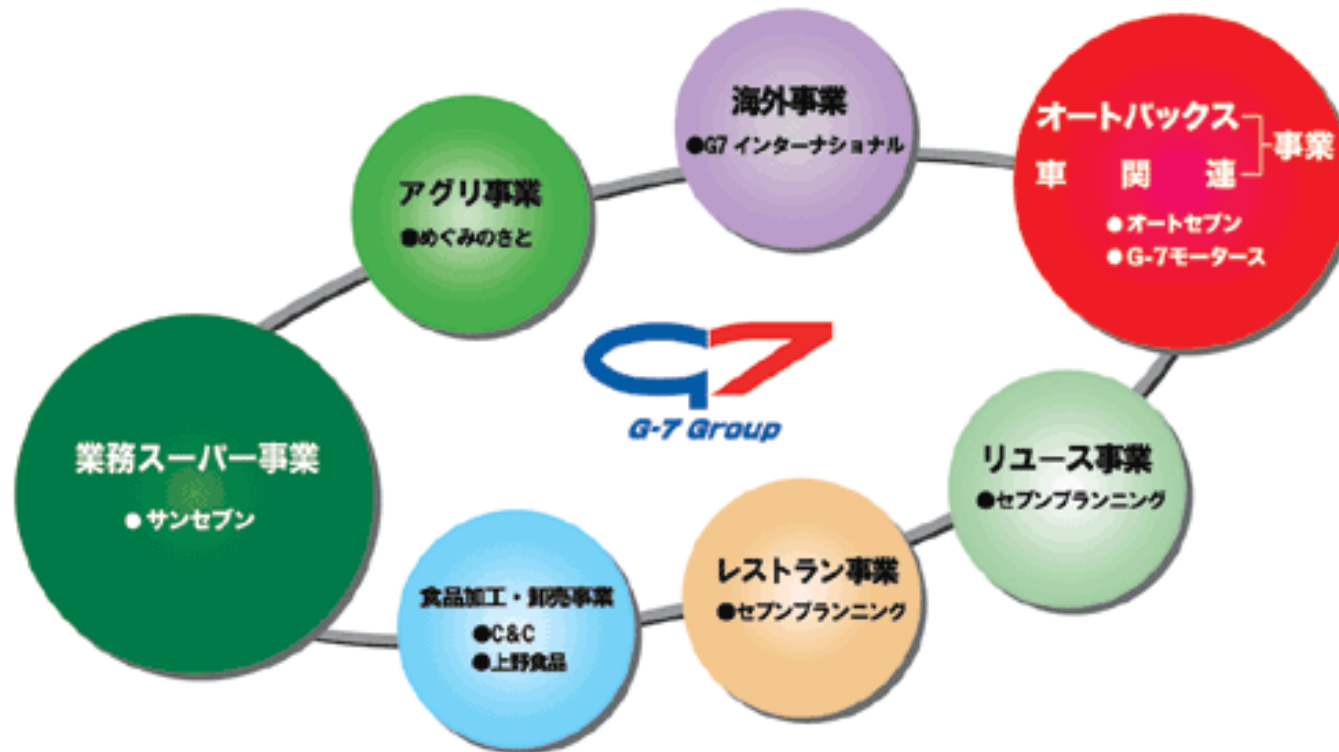 海外事業
●G7 インターナショナル
オートバックス
車関連
事業
●オートセブン
●G-7モータース
アグリ事業
●めぐみのさと
G7
G-7 Group
業務スーパー事業
●サンセブン
リユース事業
●セブンプランニング
レストラン事業
●セブンプランニング
食品加工・卸売事業
●C&C
●上野食品